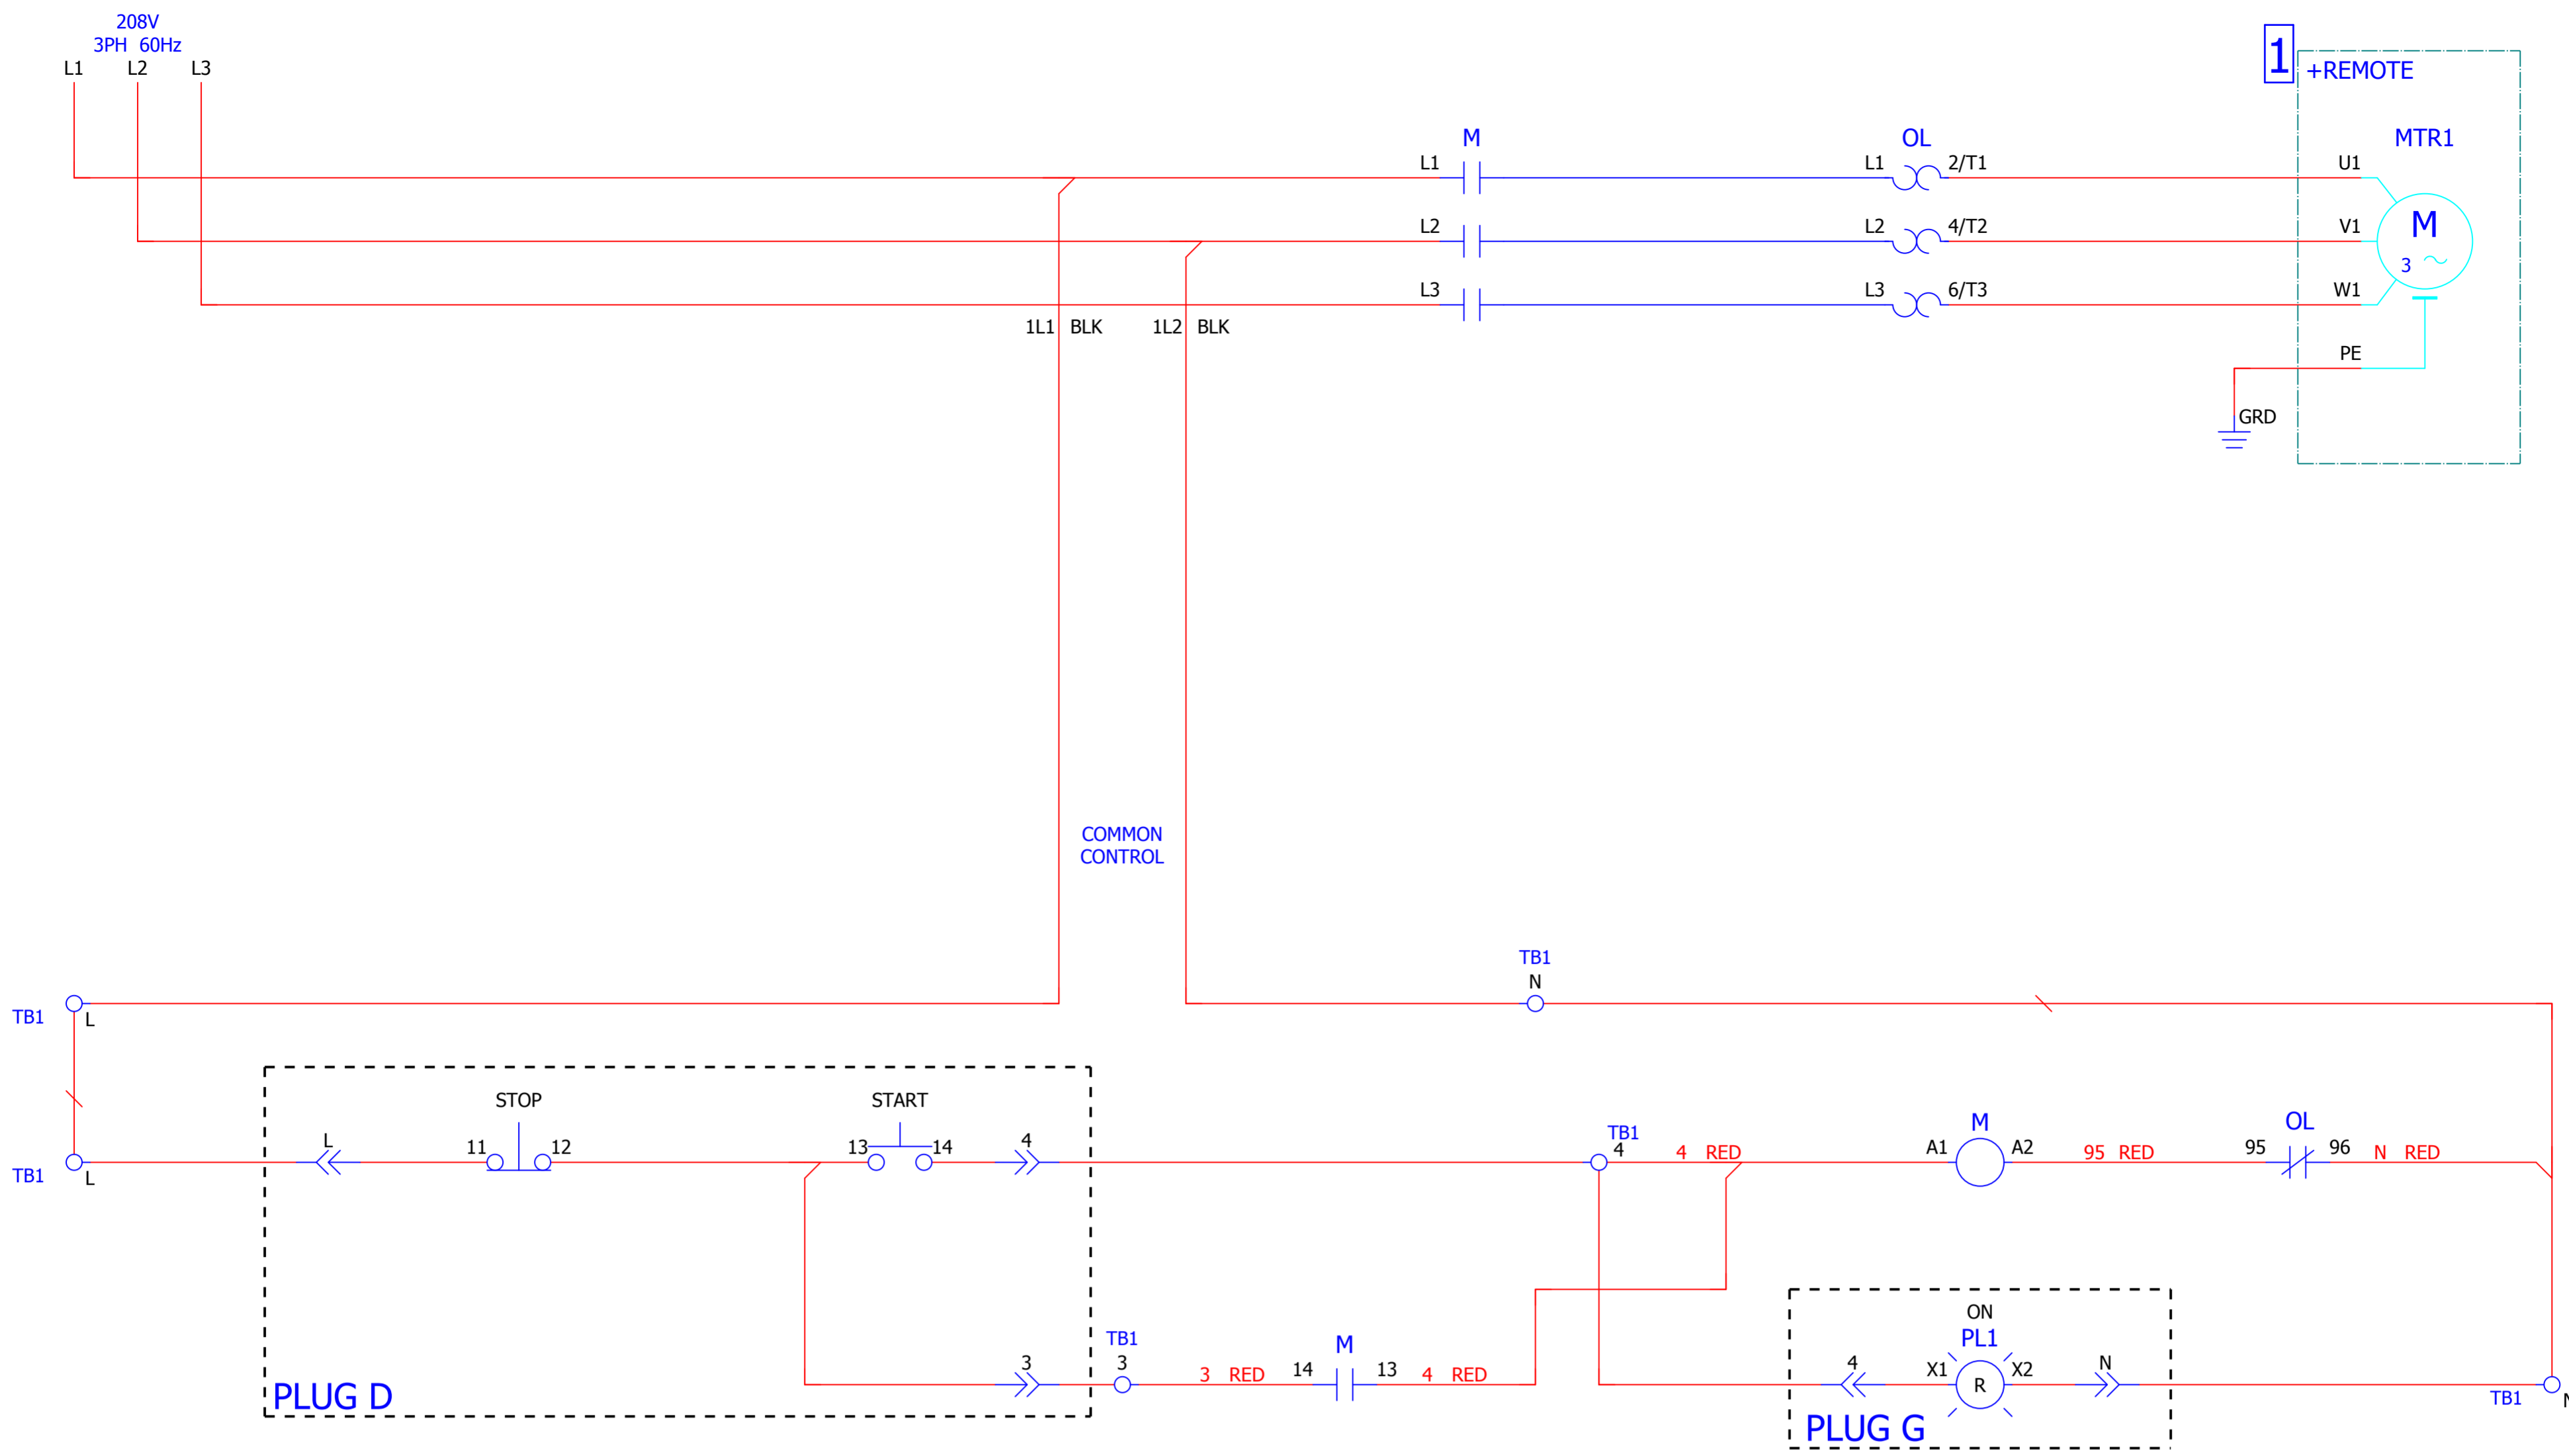 208V
3PH 60Hz
L1 L2 L3
1
+REMOTE
M OL MTR1
L1 L1 2/T1 U1
L2 L2 4/T2 V1
M
3
L3 L3 6/T3 W1
1L1 BLK 1L2 BLK
PE
GRD
COMMON
CONTROL
TB1
N
TB1 L
STOP START
L 11 12 13 14 4
TB1 L
TB1
4 4 RED
M
A1 A2 95 RED
OL
95 96 N RED
3
TB1
3 3 RED
M
14 13 4 RED
ON
PL1
4 X1 R X2 N
TB1
PLUG D
PLUG G